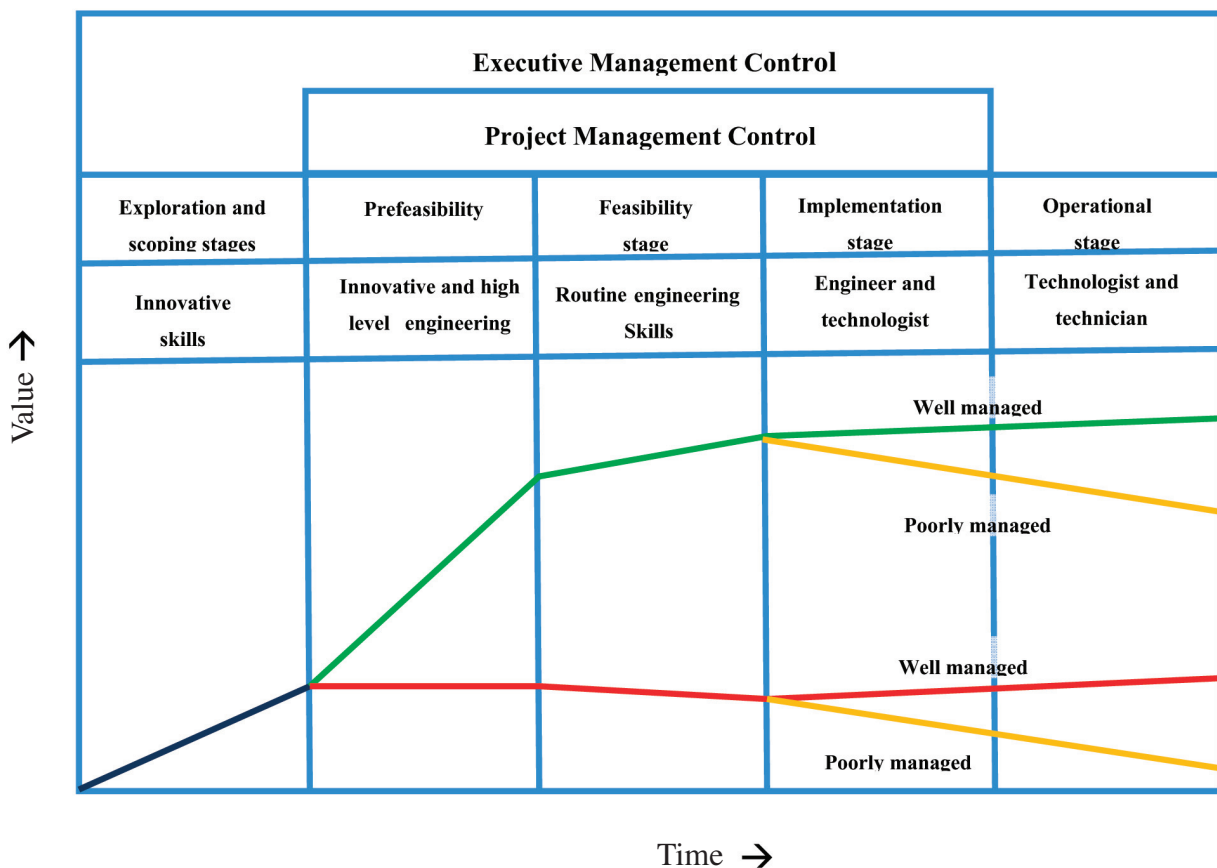 Executive Management Control
Project Management Control
Exploration and
scoping stages
Prefeasibility
Feasibility
stage
Implementation
stage
Operational
stage
Innovative
skills
Innovative and high
level engineering
Routine engineering
Skills
Engineer and
technologist
Technologist and
technician
Value →
Well managed
Poorly managed
Well managed
Poorly managed
Time →